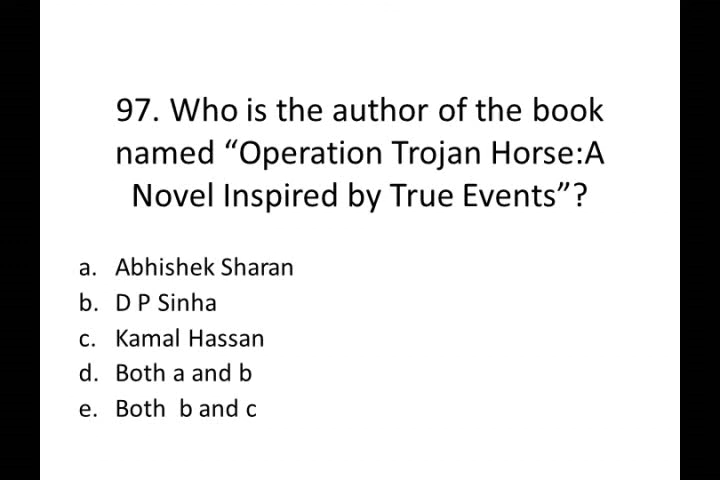 97. Who is the author of the book
named “Operation Trojan Horse:A
Novel Inspired by True Events”?
a. Abhishek Sharan
b. D P Sinha
c. Kamal Hassan
d. Both a and b
e. Both b and c